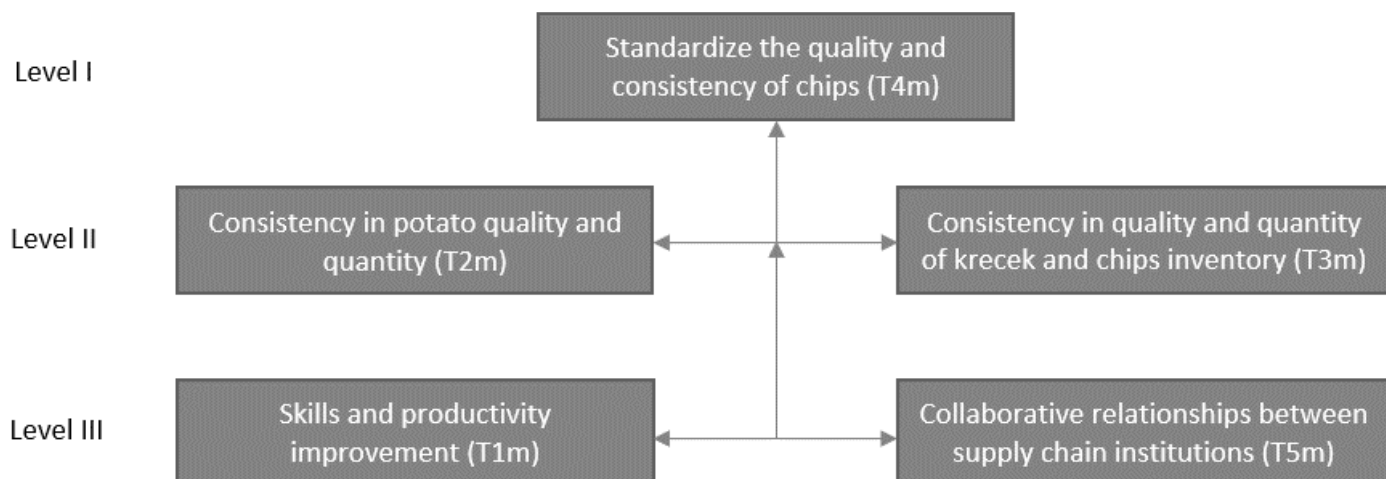 Level I
Standardize the quality and
consistency of chips (T4m)
Level II
Consistency in potato quality and
quantity (T2m)
Consistency in quality and quantity
of krecek and chips inventory (T3m)
Level III
Skills and productivity
improvement (T1m)
Collaborative relationships between
supply chain institutions (T5m)